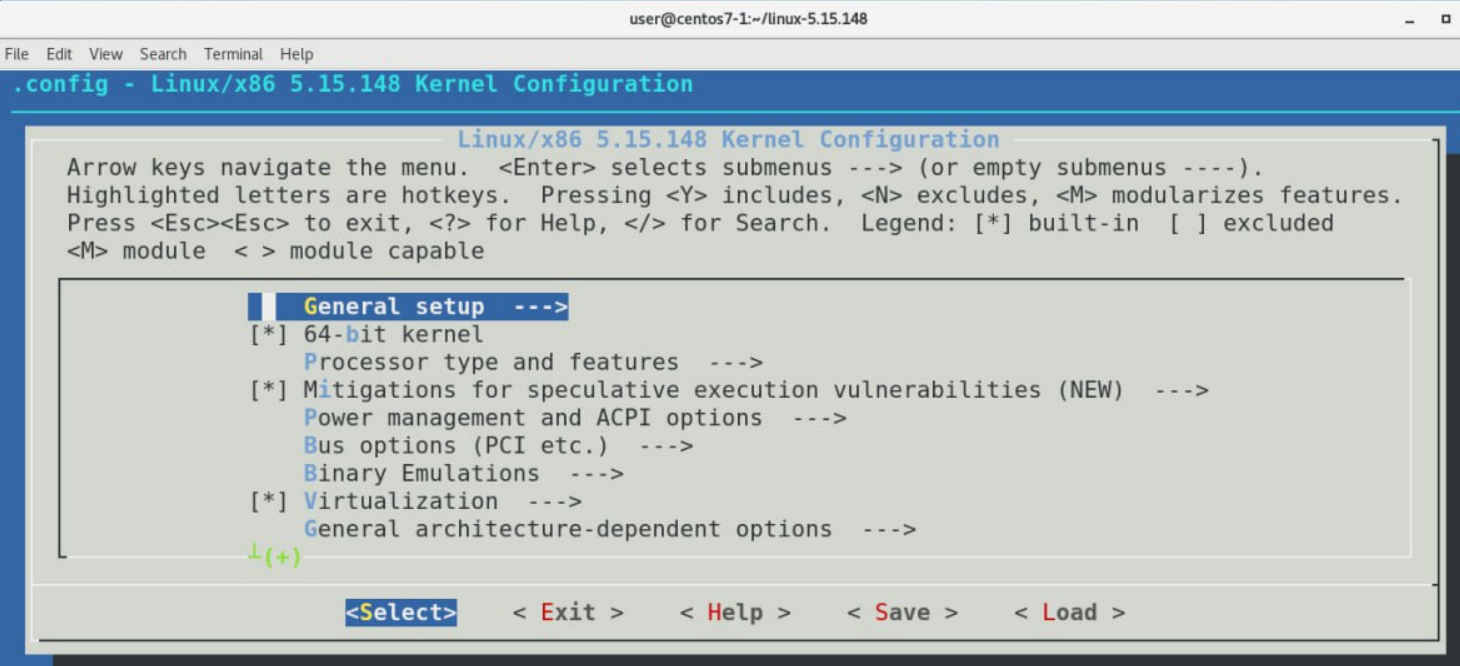 user@centos7-1:~/linux-5.15.148
File Edit View Search Terminal Help
.config - Linux/x86 5.15.148 Kernel Configuration
Linux/x86 5.15.148 Kernel Configuration
Arrow keys navigate the menu.  <Enter> selects submenus ---> (or empty submenus ----).
Highlighted letters are hotkeys.  Pressing <Y> includes, <N> excludes, <M> modularizes features.
Press <Esc><Esc> to exit, <?> for Help, </> for Search.  Legend: [*] built-in  [ ] excluded
<M> module  < > module capable
General setup  --->
[*] 64-bit kernel
Processor type and features  --->
[*] Mitigations for speculative execution vulnerabilities (NEW)  --->
Power management and ACPI options  --->
Bus options (PCI etc.)  --->
Binary Emulations  --->
[*] Virtualization  --->
General architecture-dependent options  --->
┴(+)
<Select>    < Exit >    < Help >    < Save >    < Load >